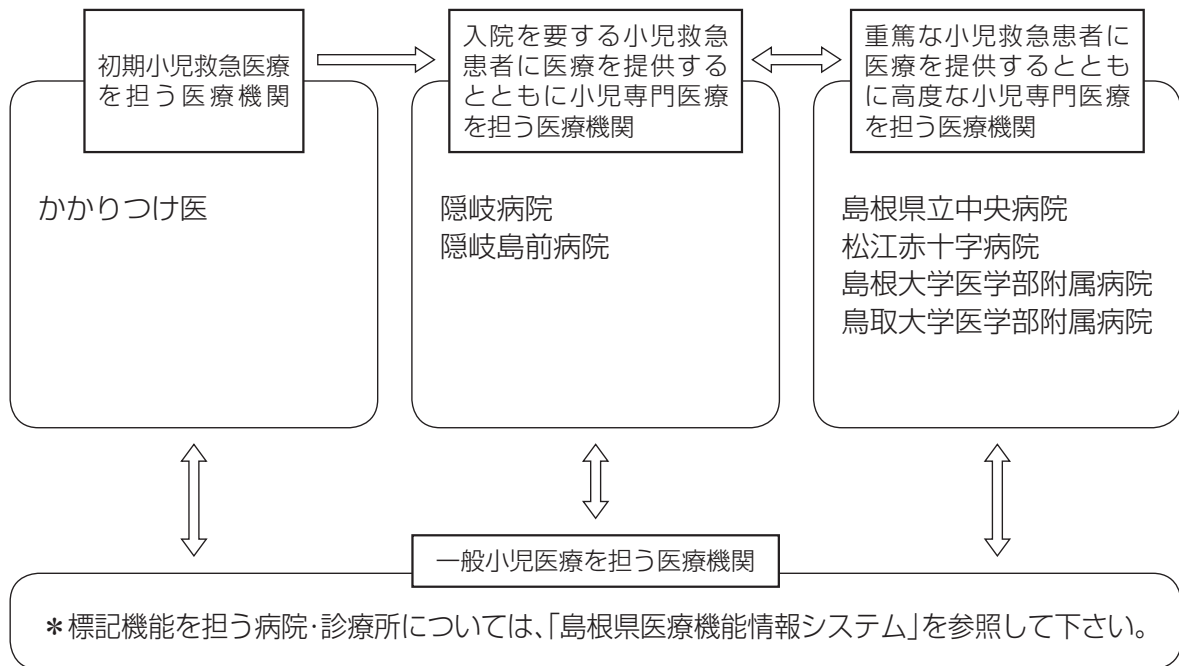 初期小児救急医療
を担う医療機関
かかりつけ医
入院を要する小児救急
患者に医療を提供する
とともに小児専門医療
を担う医療機関
隠岐病院
隠岐島前病院
重篤な小児救急患者に
医療を提供するととも
に高度な小児専門医療
を担う医療機関
島根県立中央病院
松江赤十字病院
島根大学医学部附属病院
鳥取大学医学部附属病院
一般小児医療を担う医療機関
＊標記機能を担う病院・診療所については、「島根県医療機能情報システム」を参照して下さい。